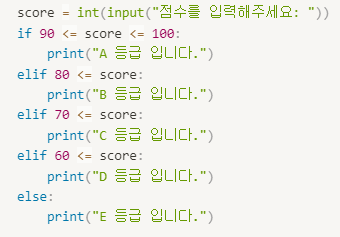 score = int(input("점수를 입력해주세요: "))
if 90 <= score <= 100:
    print("A 등급 입니다.")
elif 80 <= score:
    print("B 등급 입니다.")
elif 70 <= score:
    print("C 등급 입니다.")
elif 60 <= score:
    print("D 등급 입니다.")
else:
    print("E 등급 입니다.")